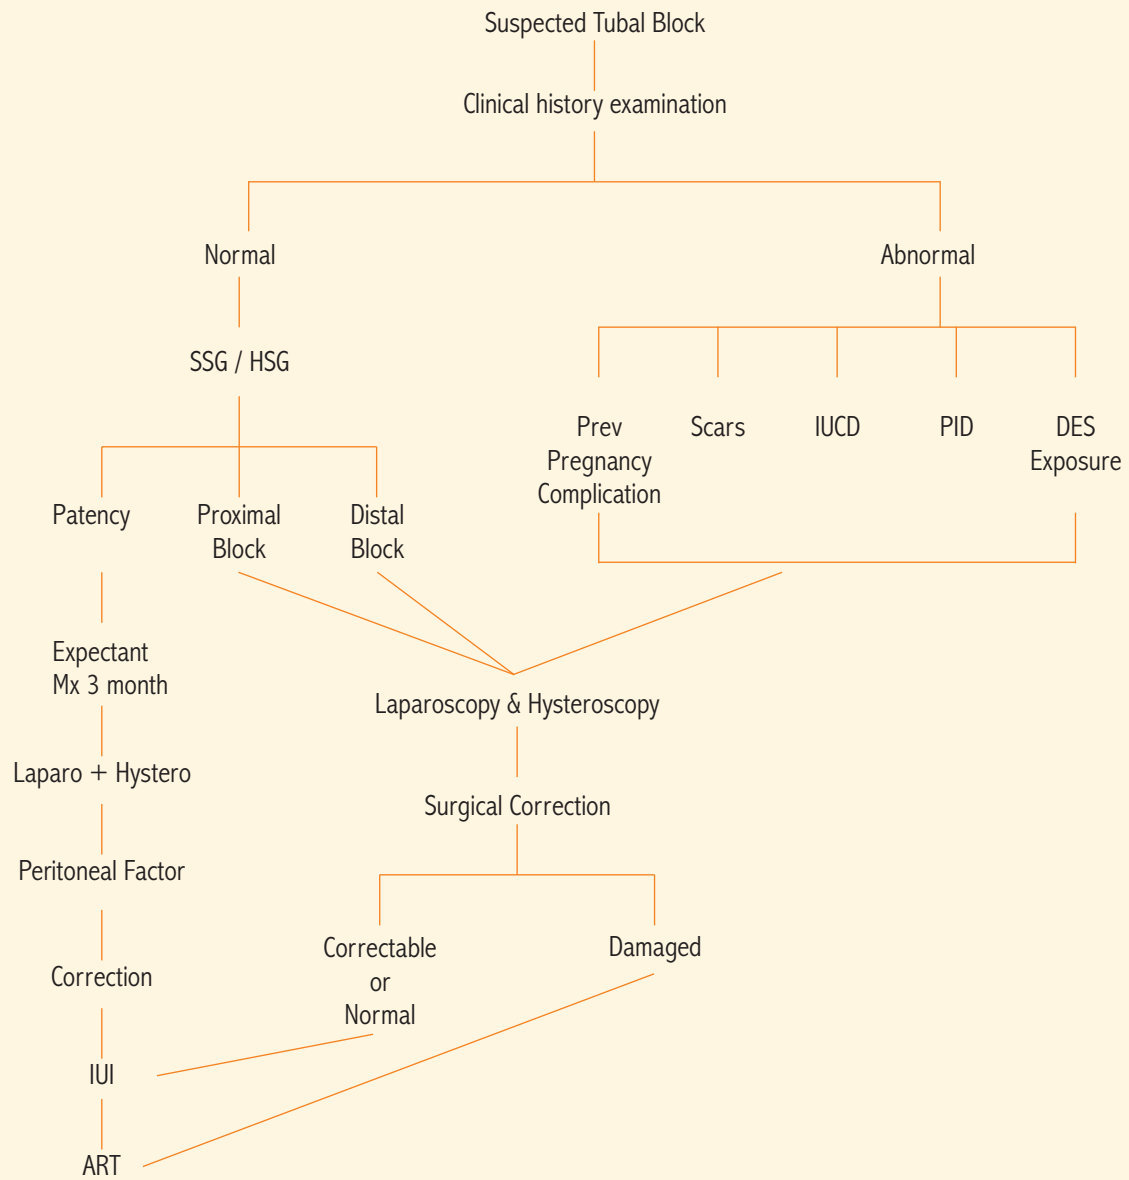 Suspected Tubal Block
Clinical history examination
Normal
Abnormal
SSG / HSG
Prev
Pregnancy
Complication
Scars
IUCD
PID
DES
Exposure
Patency
Proximal
Block
Distal
Block
Expectant
Mx 3 month
Laparoscopy & Hysteroscopy
Laparo + Hystero
Surgical Correction
Peritoneal Factor
Correctable
or
Normal
Damaged
Correction
IUI
ART